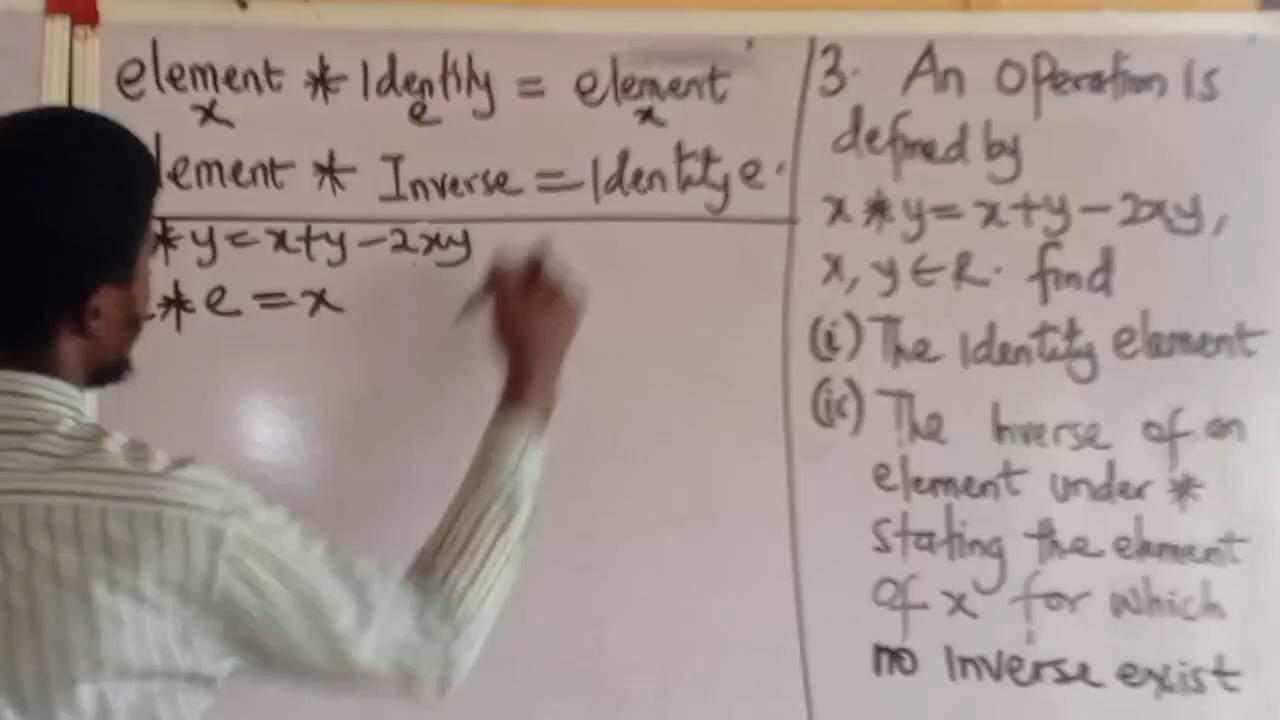 element * Identity = element
x e x
lement * Inverse = Identity e.
* y = x+y-2xy
* e = x
3. An Operation is
defined by
x * y = x+y-2xy,
x, y ∈ R. find
(i) The Identity element
(ii) The Inverse of an
element under *
stating the element
of x for which
no Inverse exist